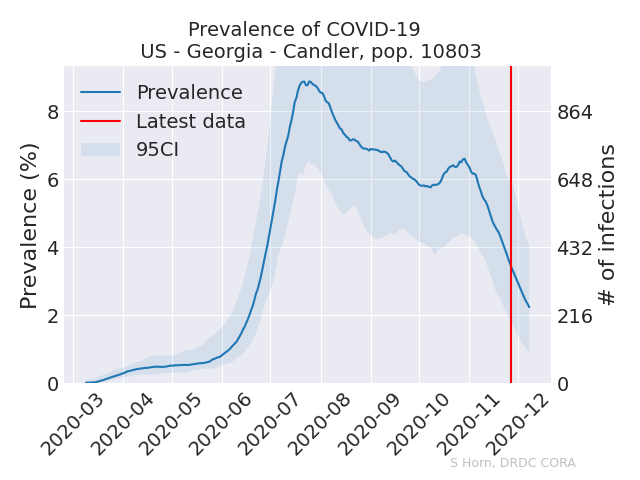 Prevalence of COVID-19
US - Georgia - Candler, pop. 10803
Prevalence
Latest data
95CI
Prevalence (%)
8
6
4
2
0
# of infections
864
648
432
216
0
2020-03
2020-04
2020-05
2020-06
2020-07
2020-08
2020-09
2020-10
2020-11
2020-12
S Horn, DRDC CORA